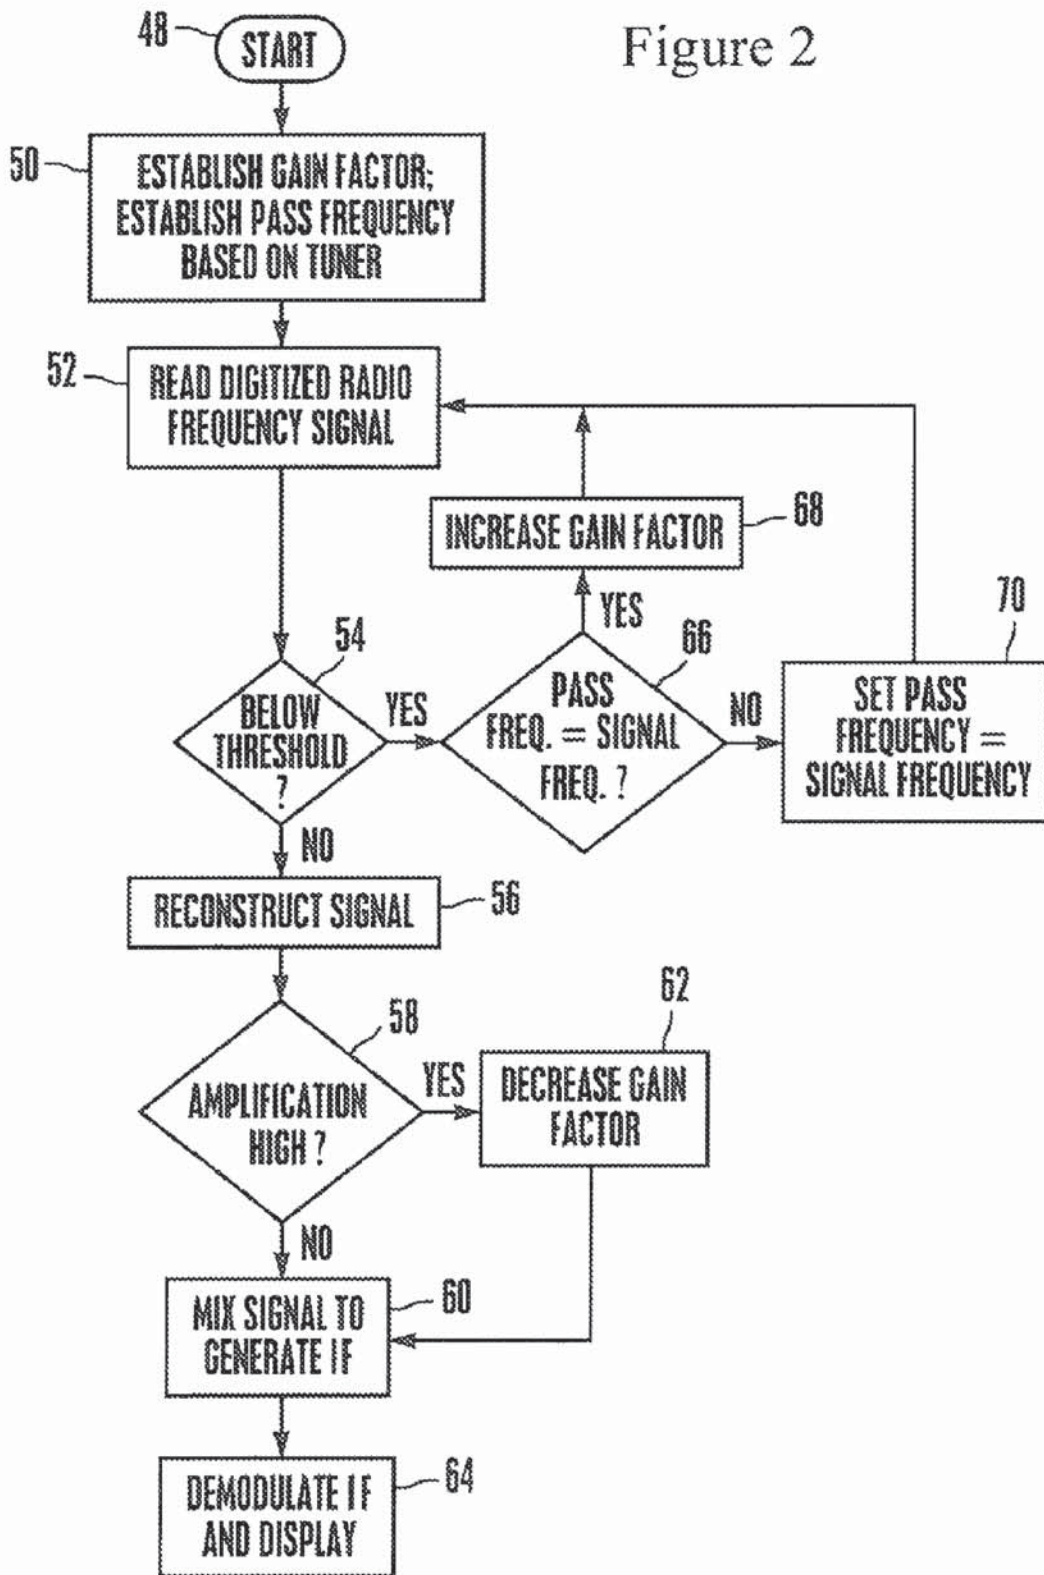 Figure 2
48
START
50
ESTABLISH GAIN FACTOR;
ESTABLISH PASS FREQUENCY
BASED ON TUNER
52
READ DIGITIZED RADIO
FREQUENCY SIGNAL
INCREASE GAIN FACTOR
68
YES
54
BELOW
THRESHOLD
?
YES
66
PASS
FREQ. = SIGNAL
FREQ. ?
NO
70
SET PASS
FREQUENCY =
SIGNAL FREQUENCY
NO
RECONSTRUCT SIGNAL
56
58
AMPLIFICATION
HIGH ?
YES
62
DECREASE GAIN
FACTOR
NO
MIX SIGNAL TO
GENERATE IF
60
DEMODULATE IF
AND DISPLAY
64